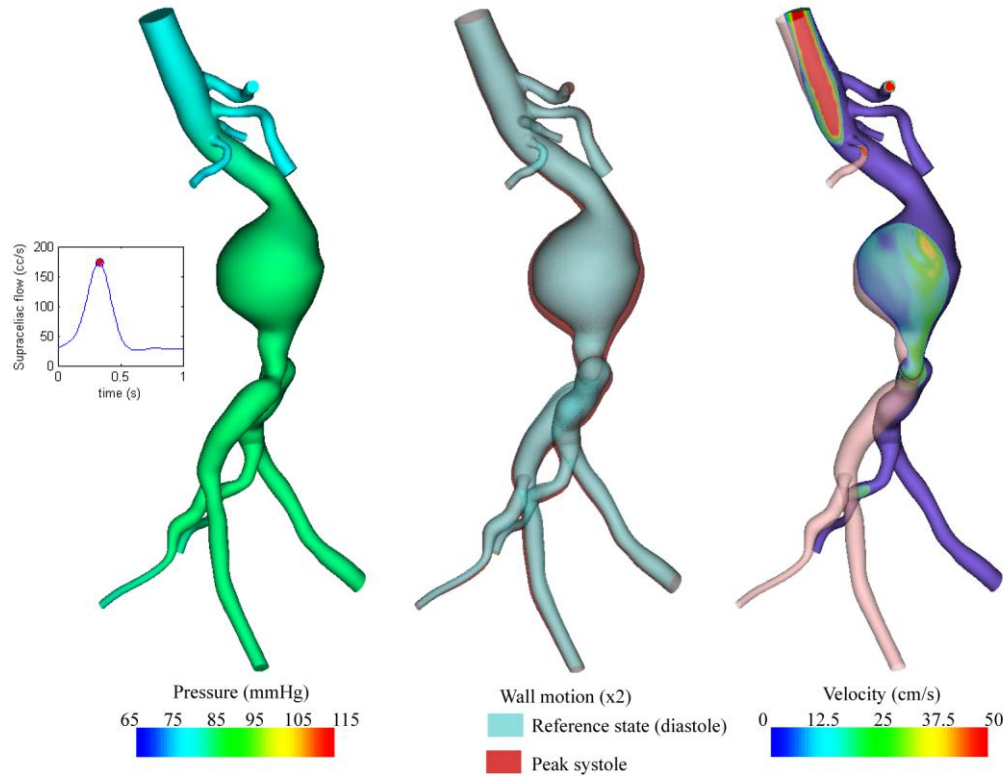 Supraceliac flow (cc/s)
200
150
100
50
0
0 0.5 1
time (s)
Pressure (mmHg)
65 75 85 95 105 115
Wall motion (x2)
Reference state (diastole)
Peak systole
Velocity (cm/s)
0 12.5 25 37.5 50